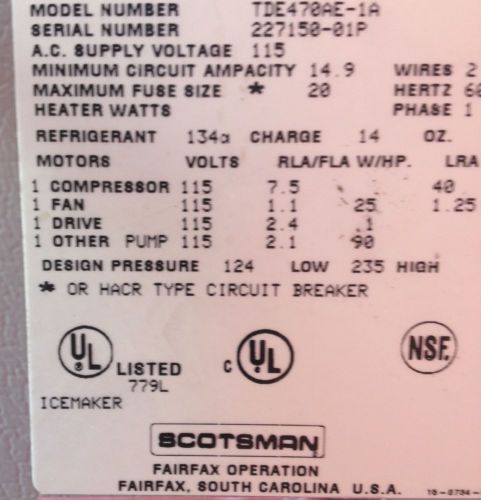 MODEL NUMBER TDE470AE-1A
SERIAL NUMBER 227150-01P
A.C. SUPPLY VOLTAGE 115
MINIMUM CIRCUIT AMPACITY 14.9 WIRES 2
MAXIMUM FUSE SIZE * 20 HERTZ 60
HEATER WATTS PHASE 1
REFRIGERANT 134a CHARGE 14 OZ.
MOTORS VOLTS RLA/FLA W/HP. LRA
1 COMPRESSOR 115 7.5 40
1 FAN 115 1.1 25 1.25
1 DRIVE 115 2.4 .1
1 OTHER PUMP 115 2.1 90
DESIGN PRESSURE 124 LOW 235 HIGH
* OR HACR TYPE CIRCUIT BREAKER
UL ® LISTED C UL NSF.
779L
ICEMAKER
SCOTSMAN
FAIRFAX OPERATION
FAIRFAX, SOUTH CAROLINA U.S.A.